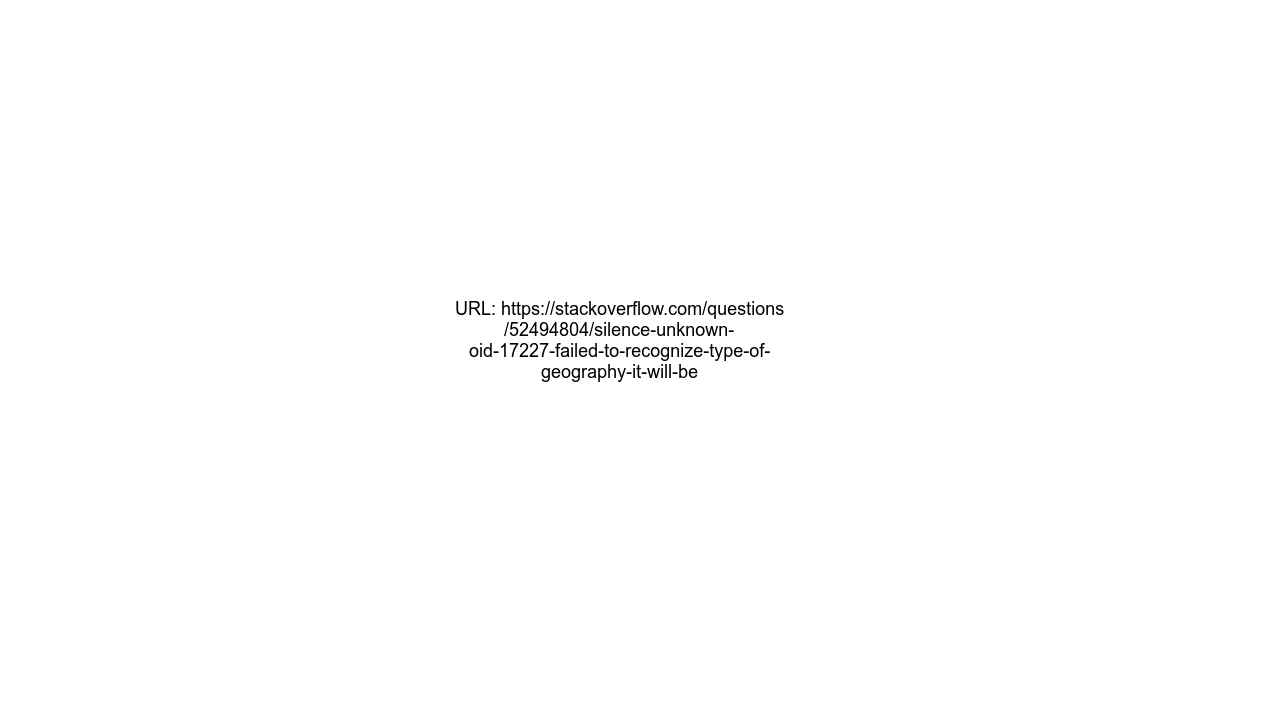 URL: https://stackoverflow.com/questions
/52494804/silence-unknown-
oid-17227-failed-to-recognize-type-of-
geography-it-will-be